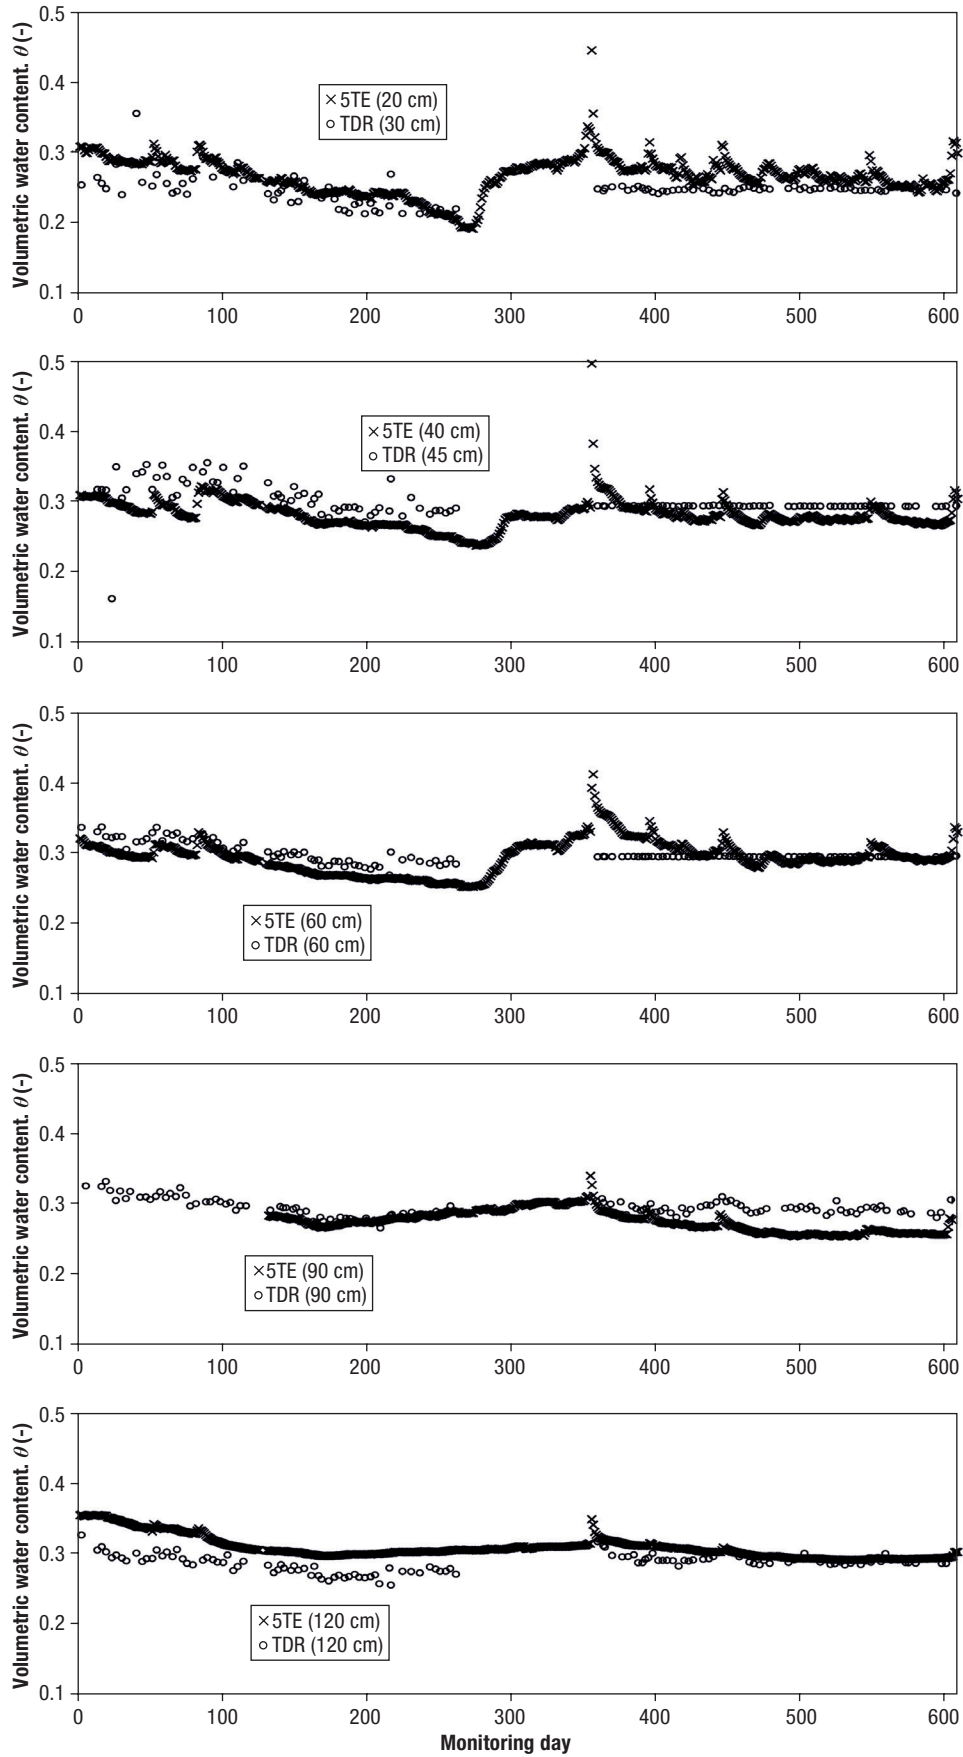 Volumetric water content. θ (-)
0.5
0.4
0.3
0.2
0.1
5TE (20 cm)
TDR (30 cm)
0 100 200 300 400 500 600
Volumetric water content. θ (-)
0.5
0.4
0.3
0.2
0.1
5TE (40 cm)
TDR (45 cm)
0 100 200 300 400 500 600
Volumetric water content. θ (-)
0.5
0.4
0.3
0.2
0.1
5TE (60 cm)
TDR (60 cm)
0 100 200 300 400 500 600
Volumetric water content. θ (-)
0.5
0.4
0.3
0.2
0.1
5TE (90 cm)
TDR (90 cm)
0 100 200 300 400 500 600
Volumetric water content. θ (-)
0.5
0.4
0.3
0.2
0.1
5TE (120 cm)
TDR (120 cm)
0 100 200 300 400 500 600
Monitoring day